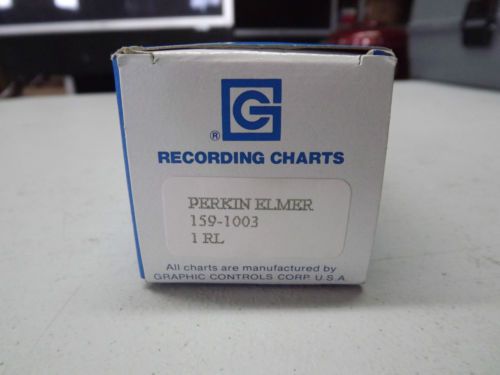 G
®
RECORDING CHARTS
PERKIN ELMER
159-1003
1 RL
All charts are manufactured by
GRAPHIC CONTROLS CORP. U.S.A.